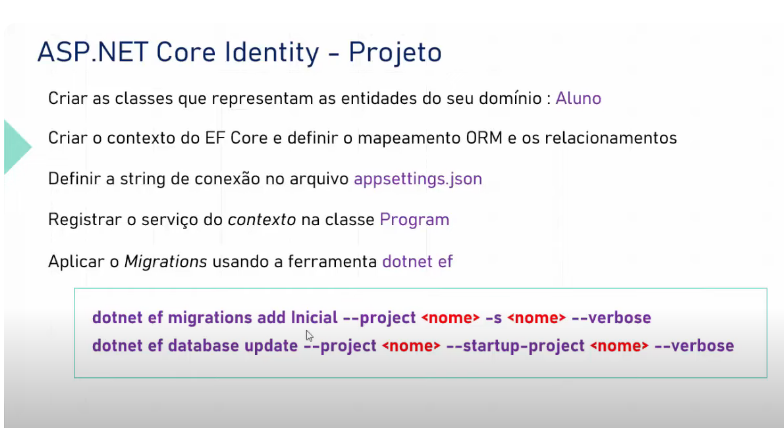 ASP.NET Core Identity - Projeto
Criar as classes que representam as entidades do seu domínio : Aluno
Criar o contexto do EF Core e definir o mapeamento ORM e os relacionamentos
Definir a string de conexão no arquivo appsettings.json
Registrar o serviço do contexto na classe Program
Aplicar o Migrations usando a ferramenta dotnet ef
dotnet ef migrations add Inicial --project <nome> -s <nome> --verbose
dotnet ef database update --project <nome> --startup-project <nome> --verbose